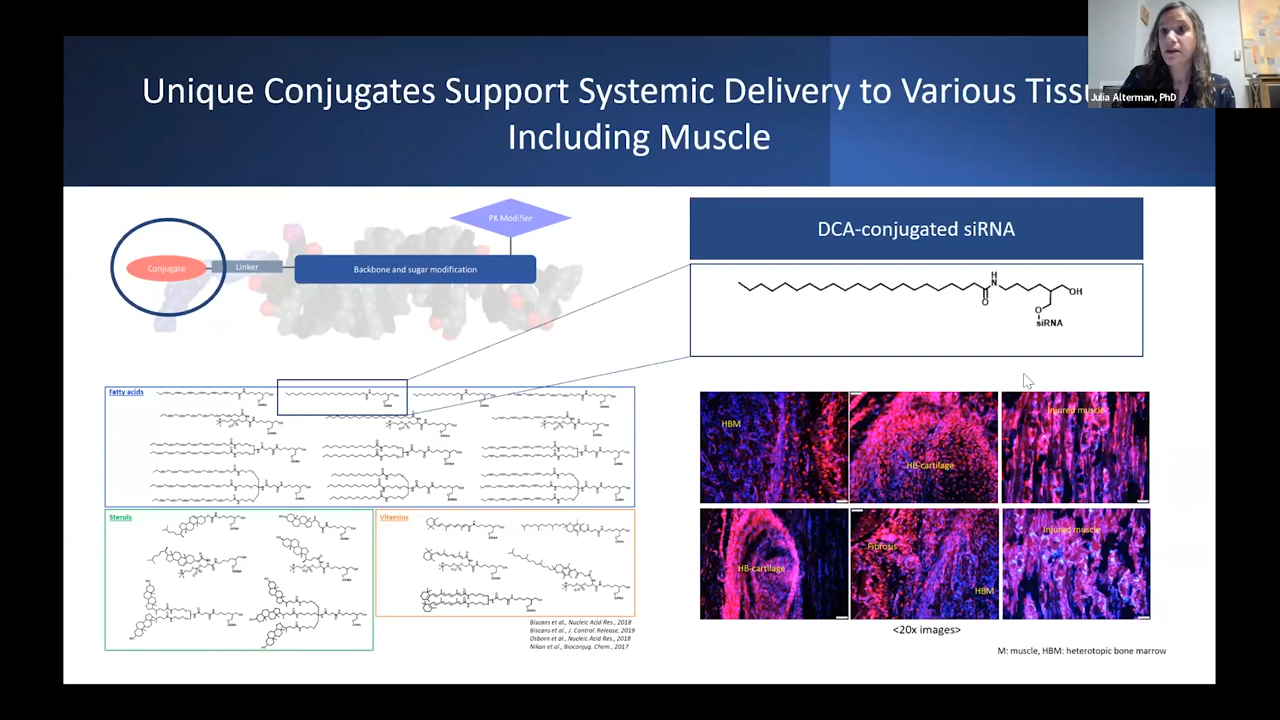 Unique Conjugates Support Systemic Delivery to Various Tissu
Including Muscle
Julia Alterman, PhD
PK Modifier
Conjugate
Linker
Backbone and sugar modification
DCA-conjugated siRNA
H
N
O
OH
O
siRNA
Fatty acids
Sterols
Vitamins
Biscans et al., Nucleic Acid Res., 2018
Biscans et al., J. Control. Release, 2019
Osborn et al., Nucleic Acid Res., 2018
Nikan et al., Bioconjug. Chem., 2017
HBM
HB-cartilage
Injured muscle
HB-cartilage
Fibrosis
HBM
Injured muscle
<20x images>
M: muscle, HBM: heterotopic bone marrow